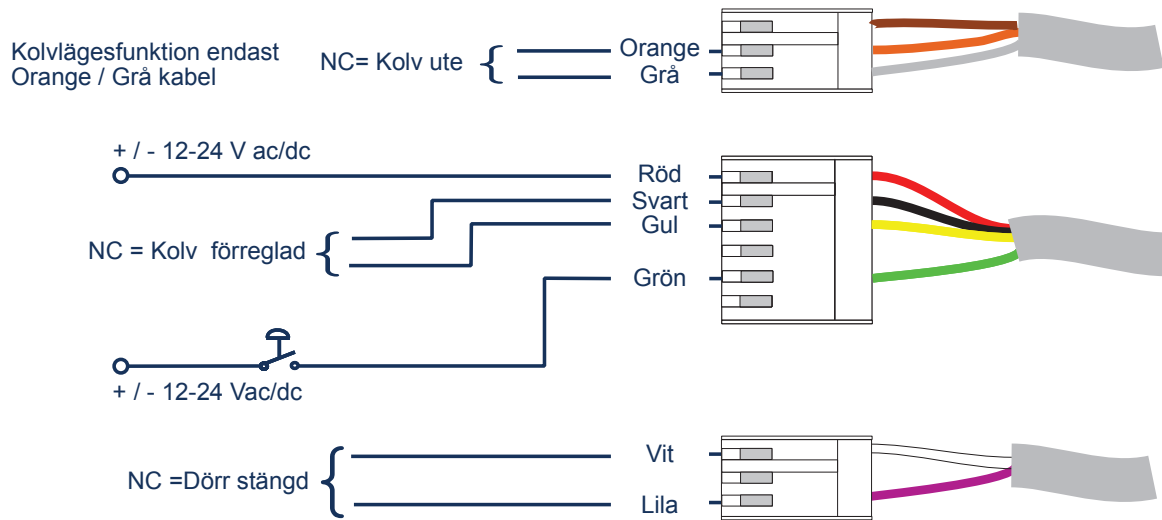 Kolvlägesfunktion endast
Orange / Grå kabel
NC= Kolv ute
Orange
Grå
+ / - 12-24 V ac/dc
Röd
Svart
Gul
NC = Kolv förreglad
Grön
+ / - 12-24 Vac/dc
Vit
NC =Dörr stängd
Lila